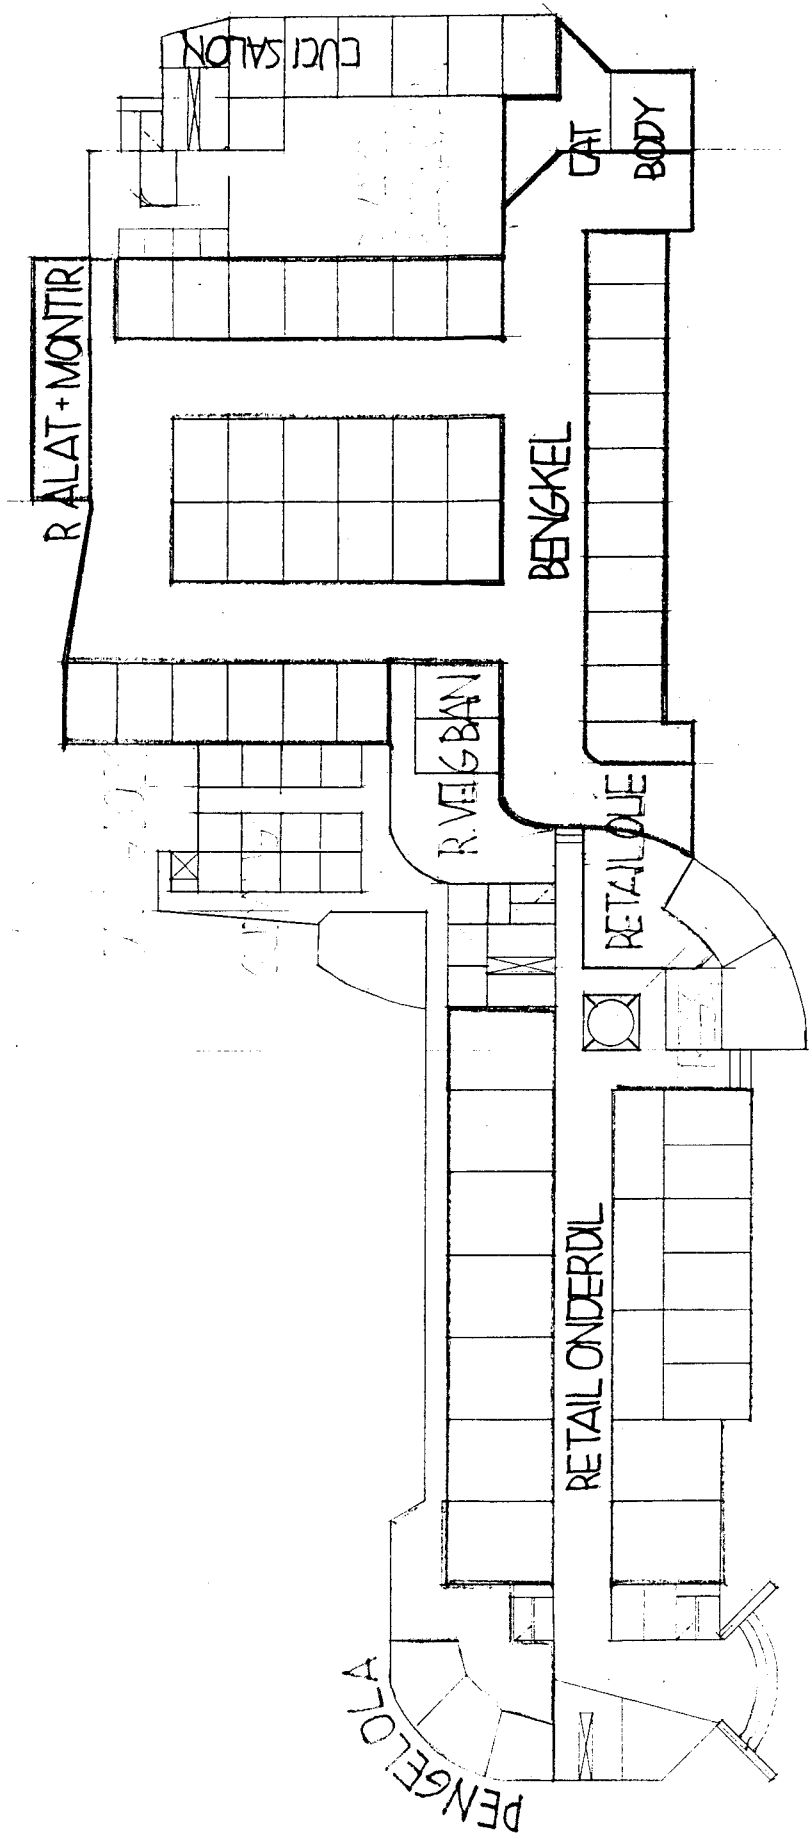 CUCI SALON
CAT
BODY
R ALAT + MONTIR
BENGKEL
R. VELG BAN
RETAIL OLIE
RETAIL ONDERDIL
PENGELOLA